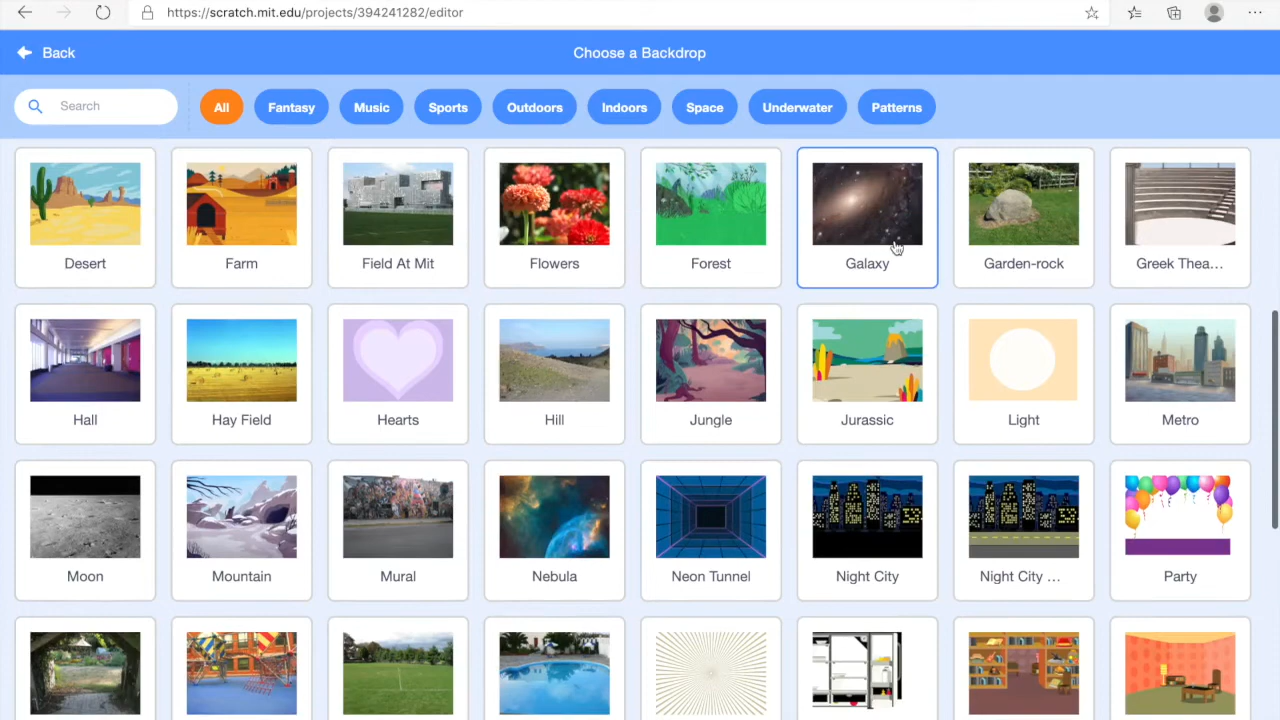 https://scratch.mit.edu/projects/394241282/editor
Back
Choose a Backdrop
Search
All
Fantasy
Music
Sports
Outdoors
Indoors
Space
Underwater
Patterns
Desert
Farm
Field At Mit
Flowers
Forest
Galaxy
Garden-rock
Greek Thea...
Hall
Hay Field
Hearts
Hill
Jungle
Jurassic
Light
Metro
Moon
Mountain
Mural
Nebula
Neon Tunnel
Night City
Night City ...
Party